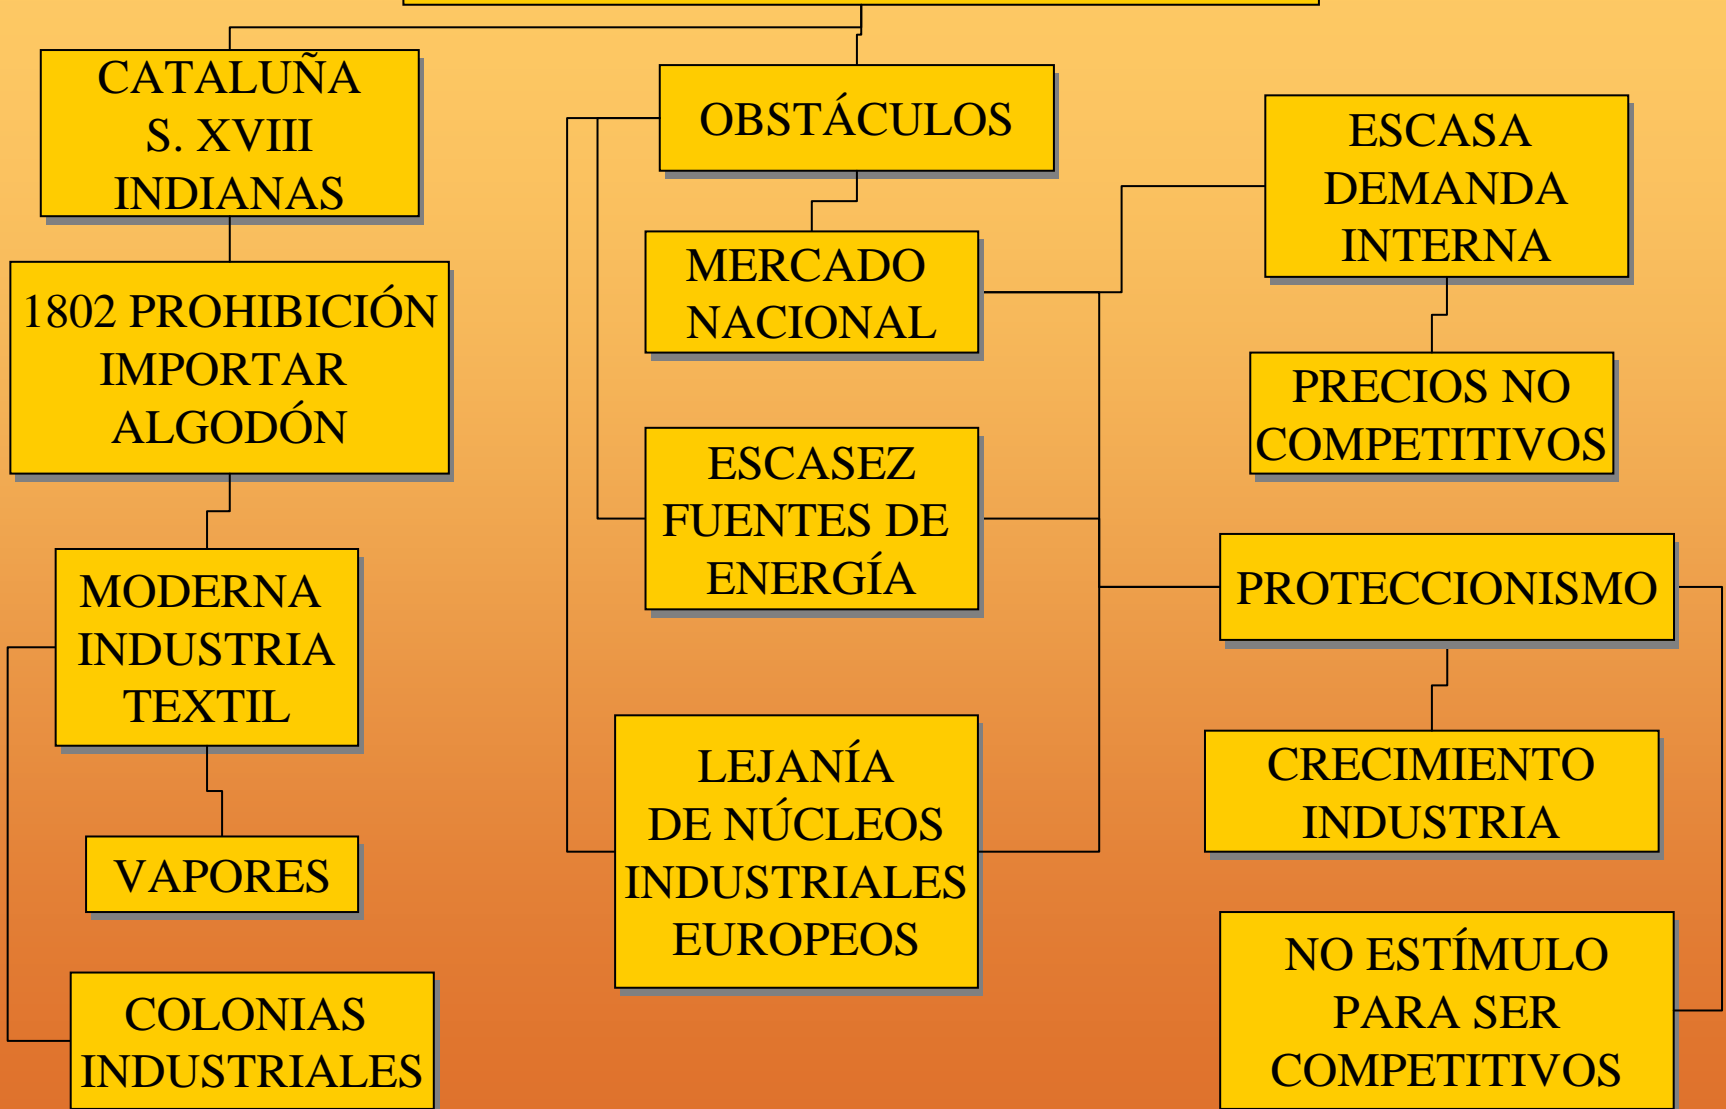 CATALUÑA
S. XVIII
INDIANAS
1802 PROHIBICIÓN
IMPORTAR
ALGODÓN
MODERNA
INDUSTRIA
TEXTIL
VAPORES
COLONIAS
INDUSTRIALES
OBSTÁCULOS
MERCADO
NACIONAL
ESCASEZ
FUENTES DE
ENERGÍA
LEJANÍA
DE NÚCLEOS
INDUSTRIALES
EUROPEOS
ESCASA
DEMANDA
INTERNA
PRECIOS NO
COMPETITIVOS
PROTECCIONISMO
CRECIMIENTO
INDUSTRIA
NO ESTÍMULO
PARA SER
COMPETITIVOS